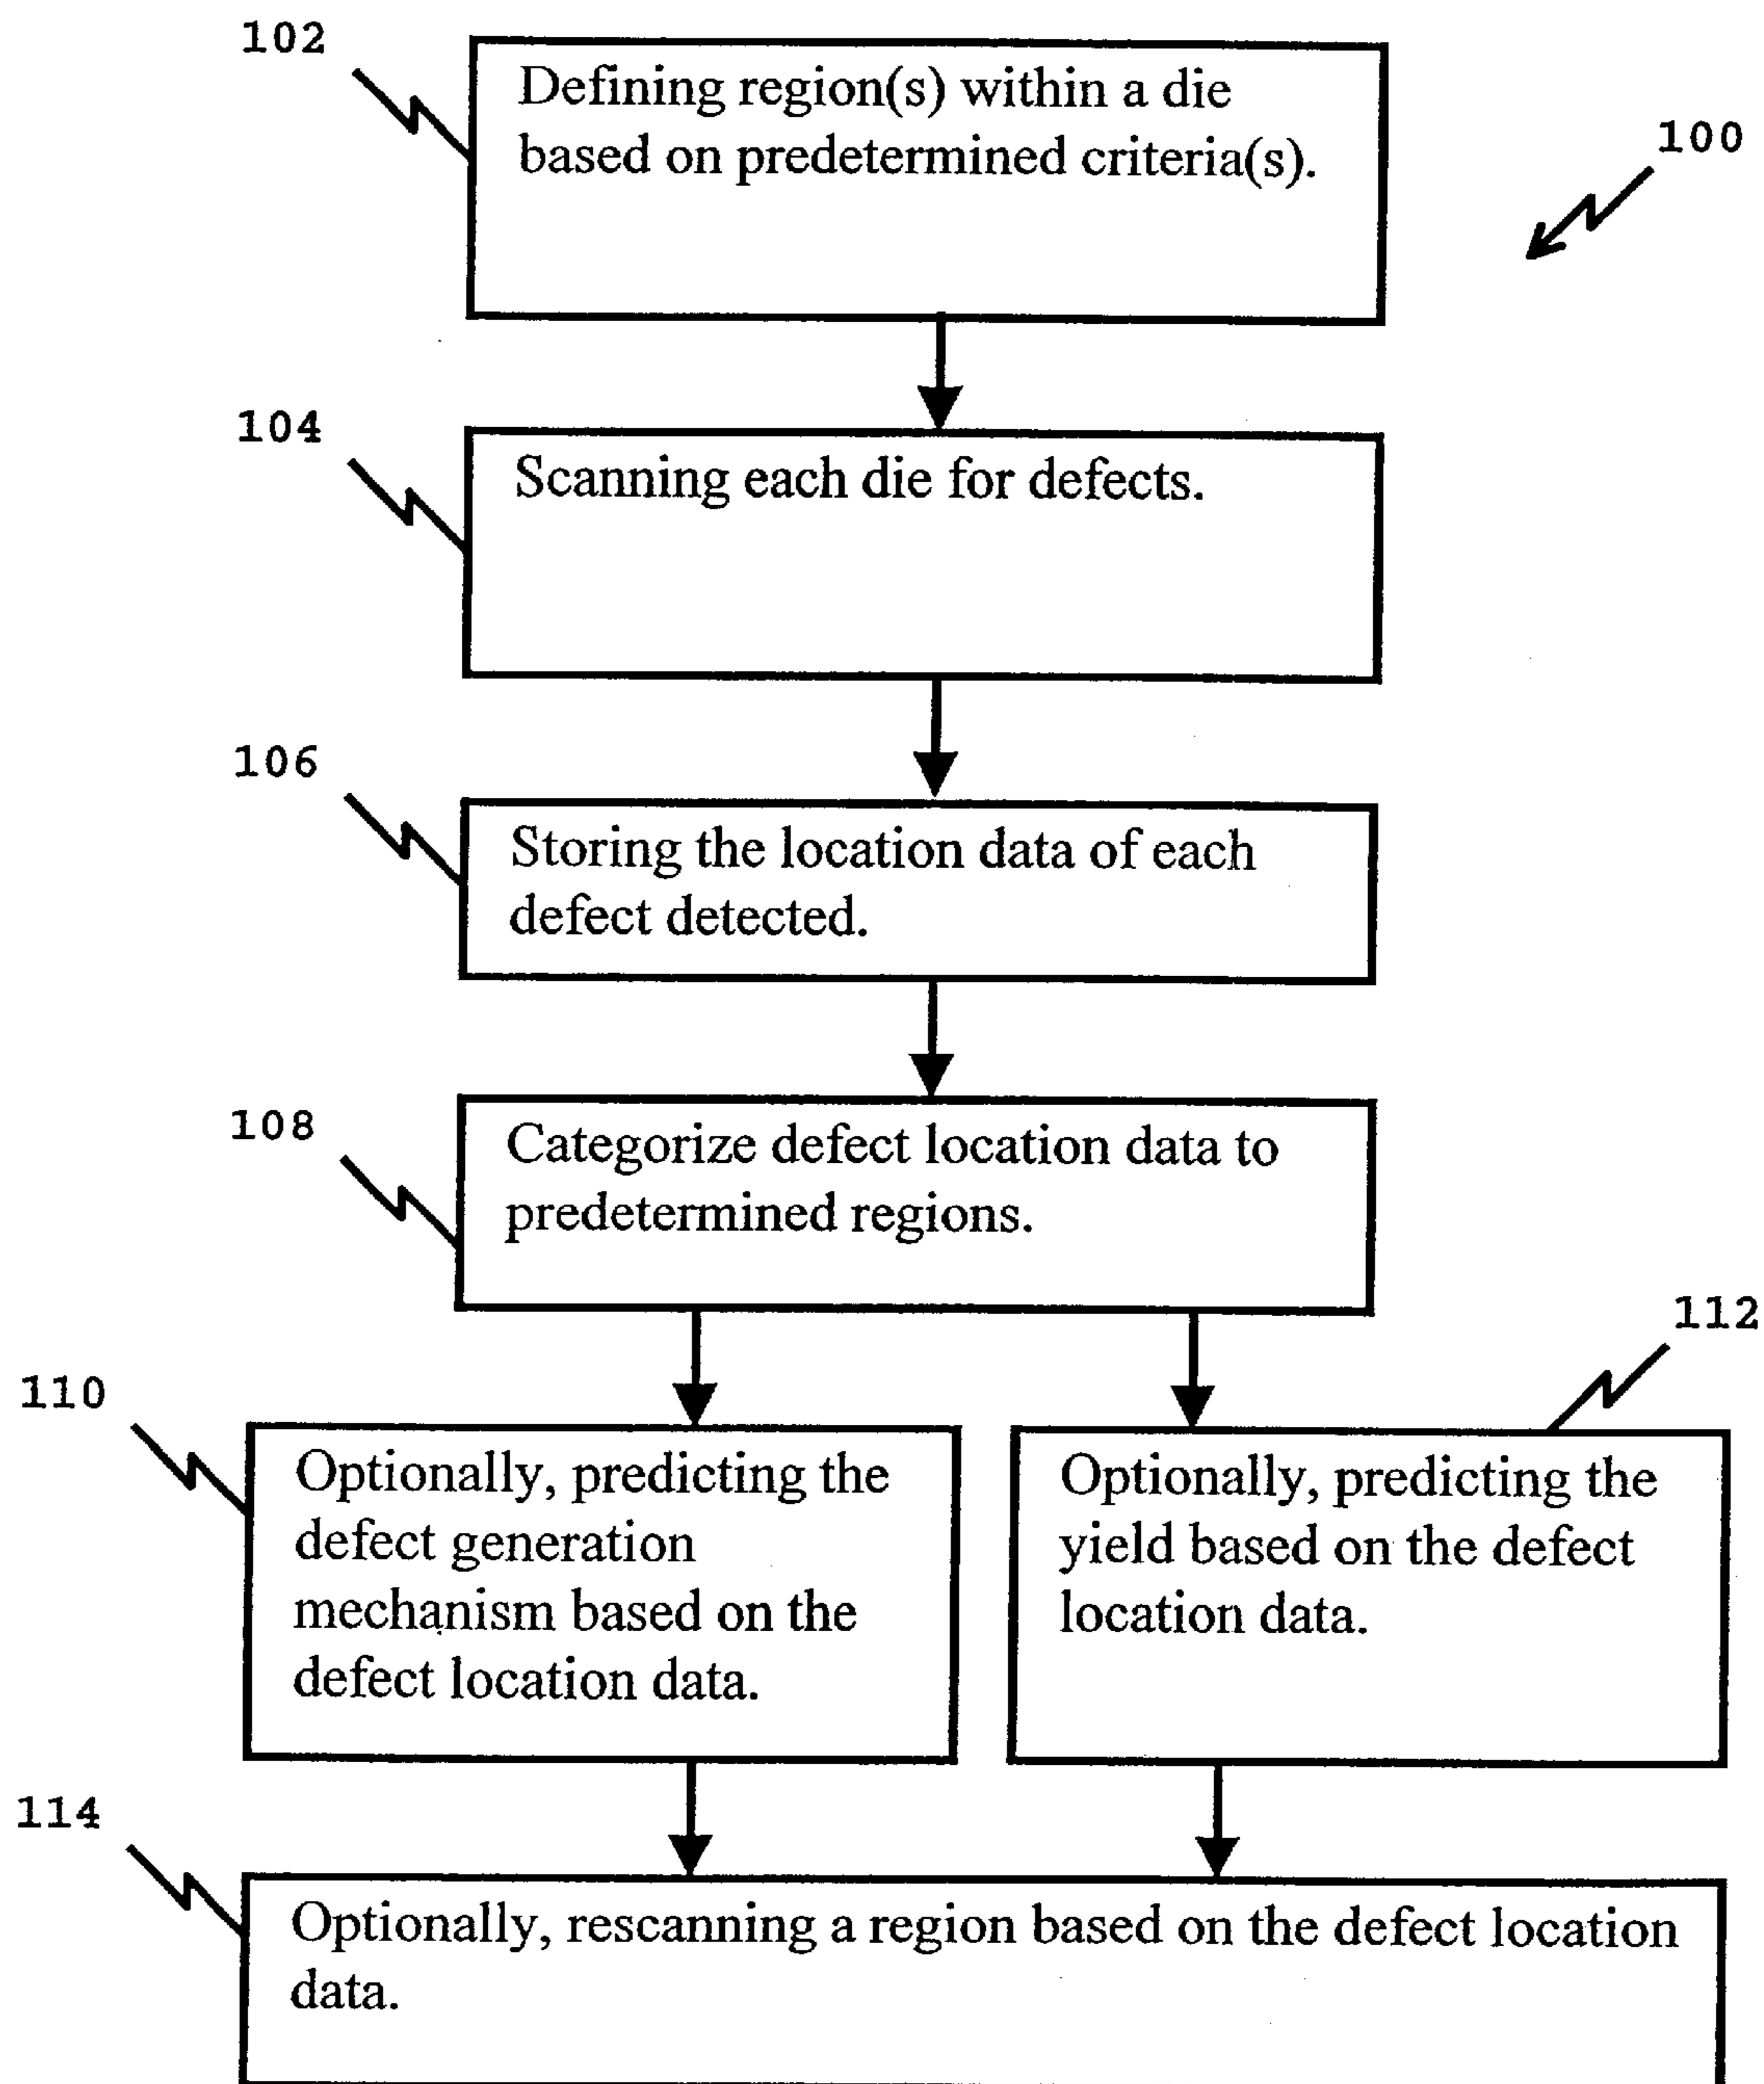 102
Defining region(s) within a die
based on predetermined criteria(s).
100
104
Scanning each die for defects.
106
Storing the location data of each
defect detected.
108
Categorize defect location data to
predetermined regions.
112
110
Optionally, predicting the
defect generation
mechanism based on the
defect location data.
Optionally, predicting the
yield based on the defect
location data.
114
Optionally, rescanning a region based on the defect location
data.